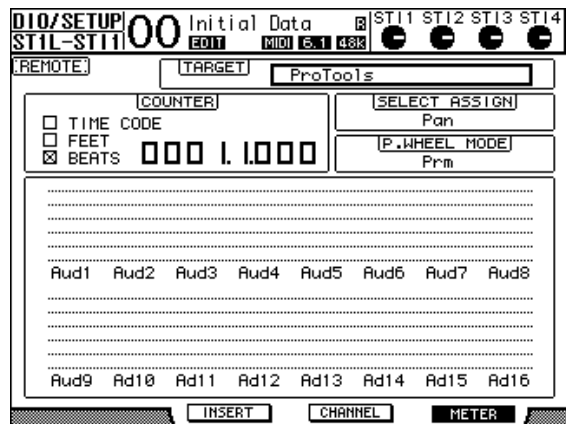 DIO/SETUP 00 Initial Data R ST11 ST12 ST13 ST14
ST1L-STI1 EDIT MIDI 6.1 48k
REMOTE TARGET ProTools
COUNTER SELECT ASSIGN
TIME CODE Pan
FEET P.WHEEL MODE
BEATS 0001.1.000 Prm
Aud1 Aud2 Aud3 Aud4 Aud5 Aud6 Aud7 Aud8
Aud9 Ad10 Ad11 Ad12 Ad13 Ad14 Ad15 Ad16
INSERT CHANNEL METER